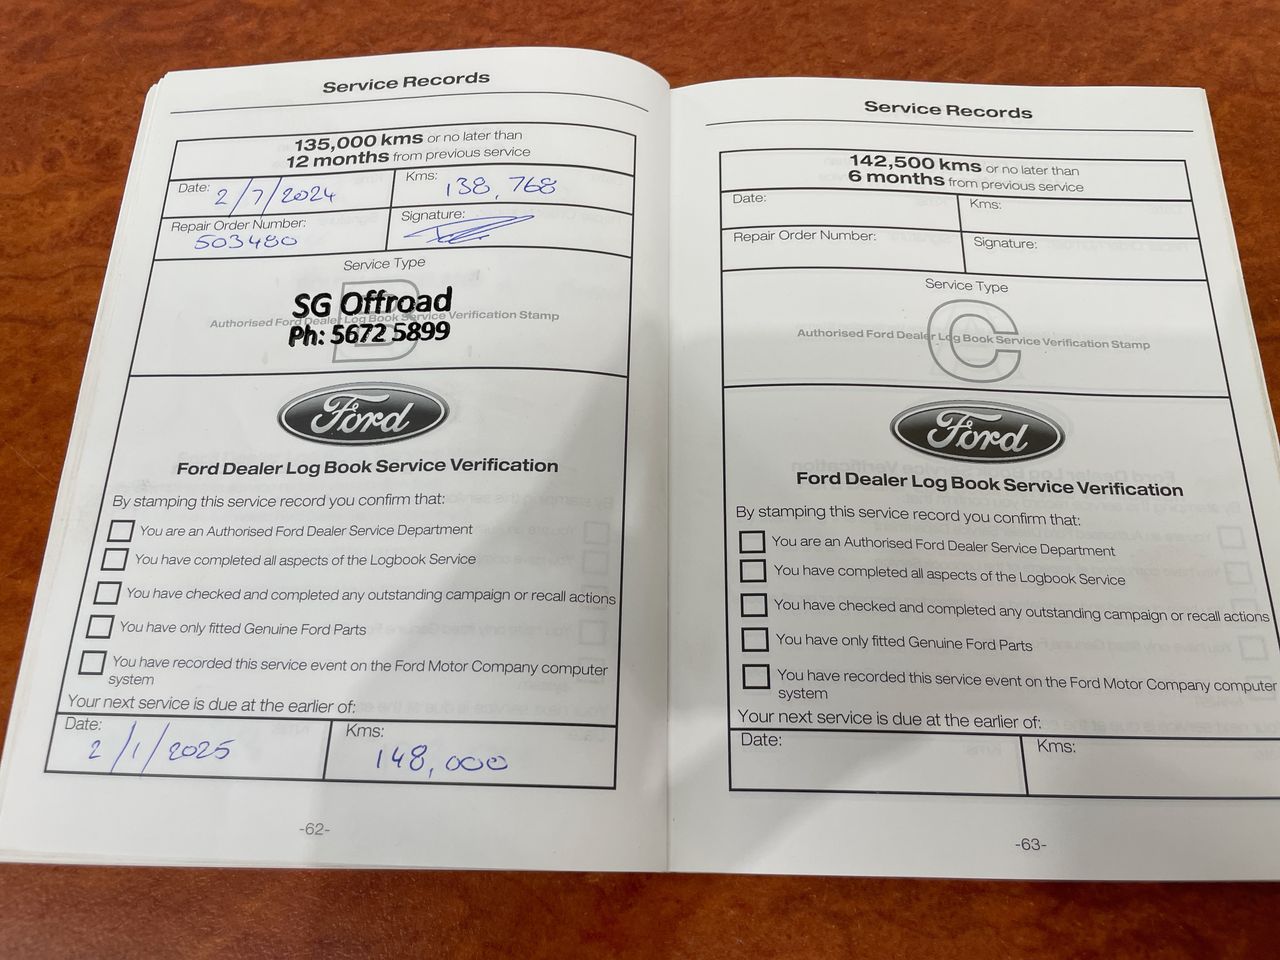 Service Records
135,000 kms or no later than
12 months from previous service
Date: 2/7/2024
Kms: 138,768
Repair Order Number: 503480
Signature:
Service Type
B
SG Offroad
Authorised Ford Dealer Log Book Service Verification Stamp
Ph: 5672 5899
Ford
Ford Dealer Log Book Service Verification
By stamping this service record you confirm that:
You are an Authorised Ford Dealer Service Department
You have completed all aspects of the Logbook Service
You have checked and completed any outstanding campaign or recall actions
You have only fitted Genuine Ford Parts
You have recorded this service event on the Ford Motor Company computer
system
Your next service is due at the earlier of:
Date: 2/1/2025
Kms: 148,000
-62-
Service Records
142,500 kms or no later than
6 months from previous service
Date:
Kms:
Repair Order Number:
Signature:
Service Type
C
Authorised Ford Dealer Log Book Service Verification Stamp
Ford
Ford Dealer Log Book Service Verification
By stamping this service record you confirm that:
You are an Authorised Ford Dealer Service Department
You have completed all aspects of the Logbook Service
You have checked and completed any outstanding campaign or recall actions
You have only fitted Genuine Ford Parts
You have recorded this service event on the Ford Motor Company computer
system
Your next service is due at the earlier of:
Date:
Kms:
-63-